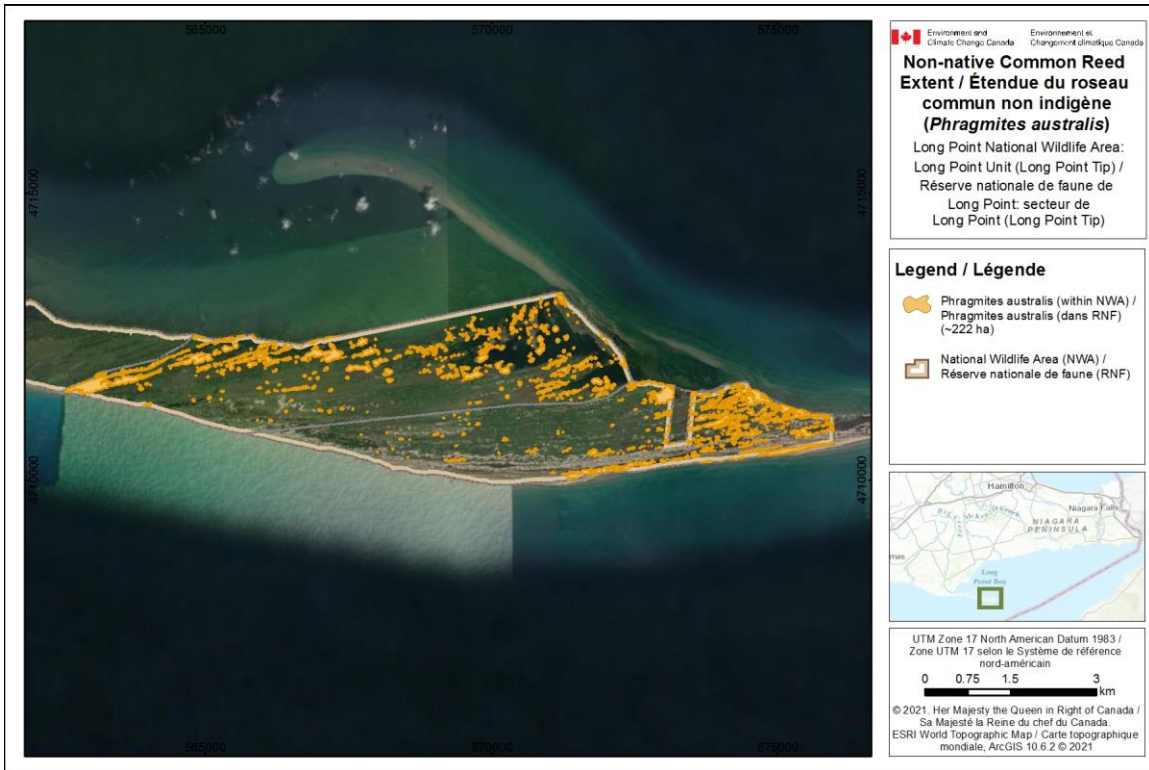 565000
570000
575000
4715000
4715000
4710000
4710000
565000
570000
575000
Environment and
Climate Change Canada
Environnement et
Changement climatique Canada
Non-native Common Reed
Extent / Étendue du roseau
commun non indigène
(Phragmites australis)
Long Point National Wildlife Area:
Long Point Unit (Long Point Tip) /
Réserve nationale de faune de
Long Point: secteur de
Long Point (Long Point Tip)
Legend / Légende
Phragmites australis (within NWA) /
Phragmites australis (dans RNF)
(~222 ha)
National Wildlife Area (NWA) /
Réserve nationale de faune (RNF)
Hamilton
Niagara Falls
Big Creek
McKenzie Creek
NIAGARA
PENINSULA
mas
Long
Point Bay
UTM Zone 17 North American Datum 1983 /
Zone UTM 17 selon le Système de référence
nord-américain
0 0.75 1.5 3
km
© 2021. Her Majesty the Queen in Right of Canada /
Sa Majesté la Reine du chef du Canada.
ESRI World Topographic Map / Carte topographique
mondiale, ArcGIS 10.6.2 © 2021